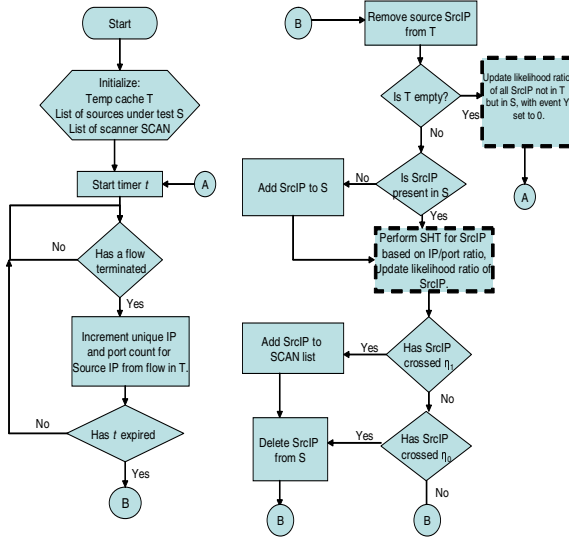 Start
Initialize:
Temp cache T
List of sources under test S
List of scanner SCAN
Start timer t
A
No
Has a flow
terminated
Yes
Increment unique IP
and port count for
Source IP from flow in T.
No
Has t expired
Yes
B
B
Remove source SrcIP
from T
Is T empty?
Yes
Update likelihood ratio
of all SrcIP not in T
but in S, with event Y
set to 0.
A
No
Is SrcIP
present in S
No
Add SrcIP to S
Yes
Perform SHT for SrcIP
based on IP/port ratio,
Update likelihood ratio of
SrcIP.
Has SrcIP
crossed η1
Yes
Add SrcIP to
SCAN list
No
Has SrcIP
crossed η0
Yes
Delete SrcIP
from S
B
No
B